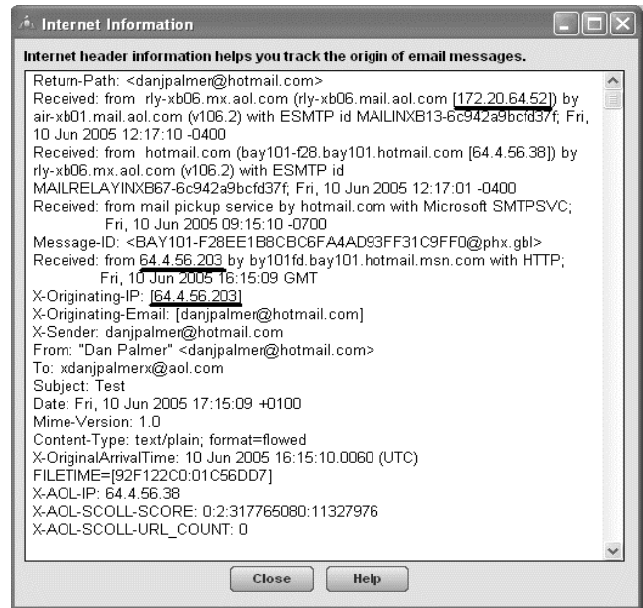 Internet Information
Internet header information helps you track the origin of email messages.
Return-Path: <danjpalmer@hotmail.com>
Received: from rly-xb06.mx.aol.com (rly-xb06.mail.aol.com [172.20.64.52]) by
air-xb01.mail.aol.com (v106.2) with ESMTP id MAILINXB13-6c942a9bcfd37f; Fri,
10 Jun 2005 12:17:10 -0400
Received: from hotmail.com (bay101-f28.bay101.hotmail.com [64.4.56.38]) by
rly-xb06.mx.aol.com (v106.2) with ESMTP id
MAILRELAYINXB67-6c942a9bcfd37f; Fri, 10 Jun 2005 12:17:01 -0400
Received: from mail pickup service by hotmail.com with Microsoft SMTPSVC;
Fri, 10 Jun 2005 09:15:10 -0700
Message-ID: <BAY101-F28EE1B8CBC6FA4AD93FF31C9FF0@phx.gbl>
Received: from 64.4.56.203 by by101fd.bay101.hotmail.msn.com with HTTP;
Fri, 10 Jun 2005 16:15:09 GMT
X-Originating-IP: [64.4.56.203]
X-Originating-Email: [danjpalmer@hotmail.com]
X-Sender: danjpalmer@hotmail.com
From: "Dan Palmer" <danjpalmer@hotmail.com>
To: xdanjpalmerx@aol.com
Subject: Test
Date: Fri, 10 Jun 2005 17:15:09 +0100
Mime-Version: 1.0
Content-Type: text/plain; format=flowed
X-OriginalArrivalTime: 10 Jun 2005 16:15:10.0060 (UTC)
FILETIME=[92F122C0:01C56DD7]
X-AOL-IP: 64.4.56.38
X-AOL-SCOLL-SCORE: 0:2:317765080:11327976
X-AOL-SCOLL-URL_COUNT: 0
Close Help